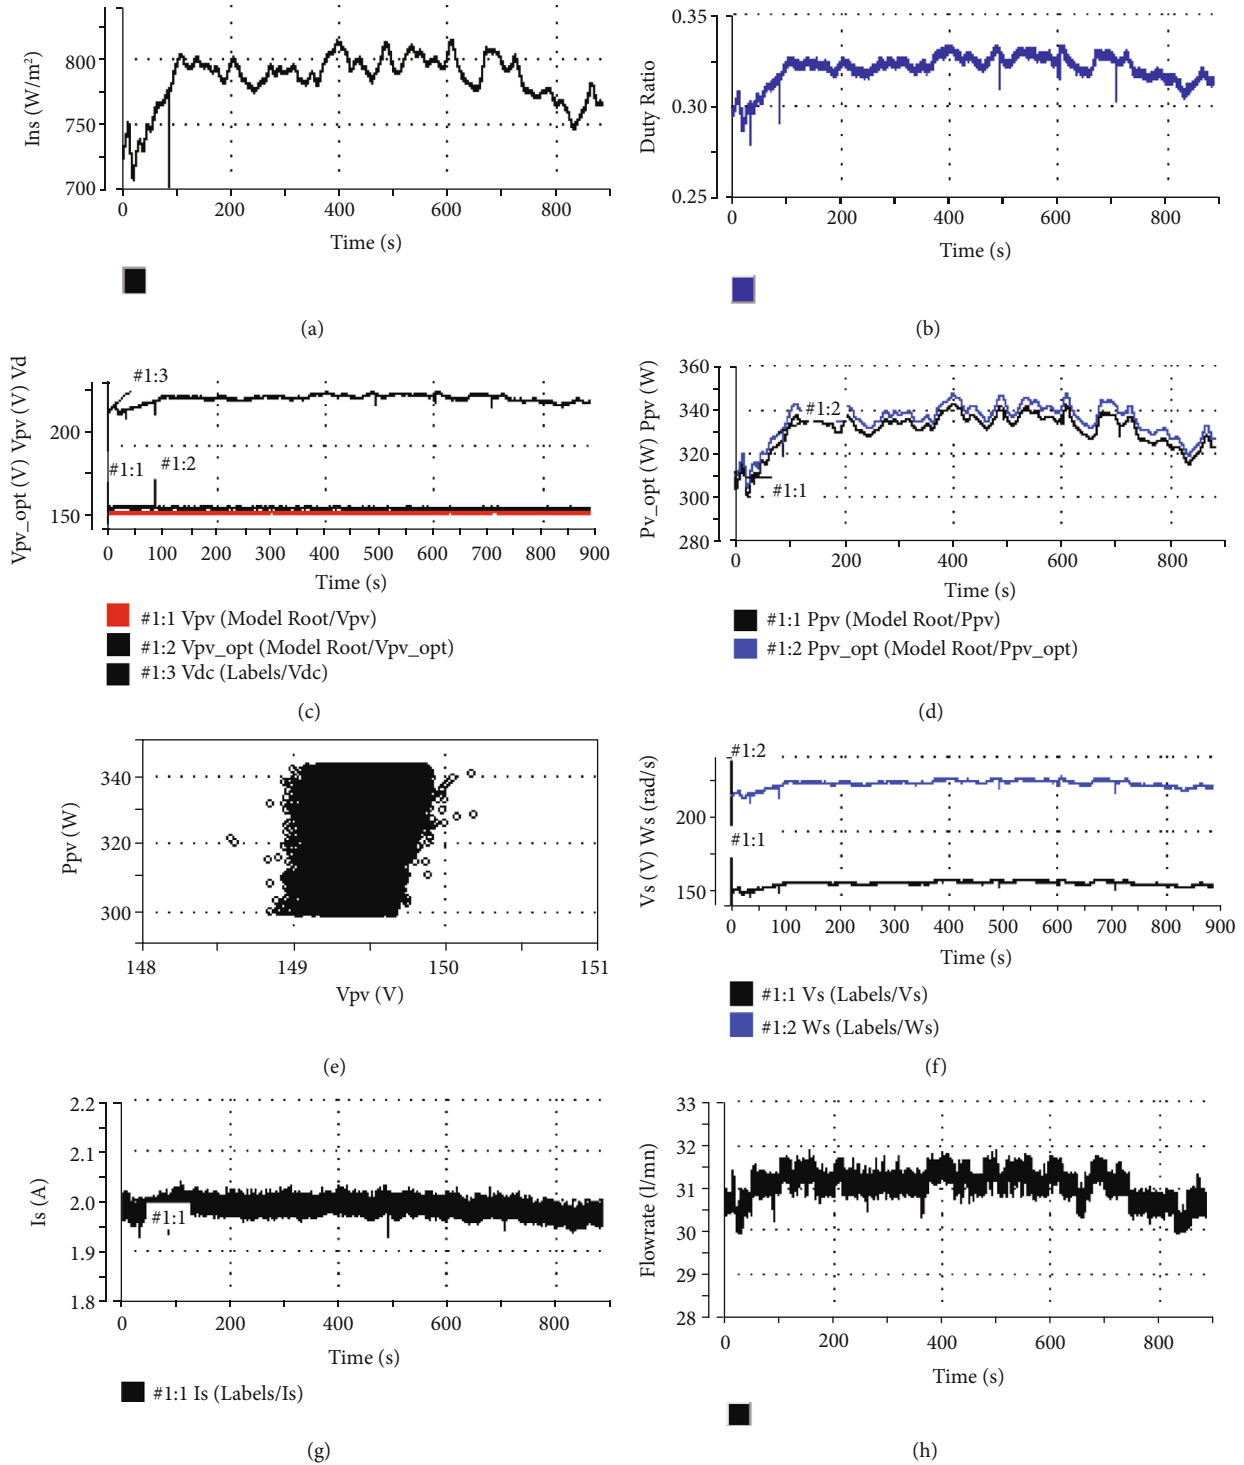 Ins (W/m²)
800
750
700
0 200 400 600 800
Time (s)
(a)
Duty Ratio
0.35
0.30
0.25
0 200 400 600 800
Time (s)
(b)
Vpv_opt (V) Vpv (V) Vd
200
150
#1:3
#1:1
#1:2
0 100 200 300 400 500 600 700 800 900
Time (s)
#1:1 Vpv (Model Root/Vpv)
#1:2 Vpv_opt (Model Root/Vpv_opt)
#1:3 Vdc (Labels/Vdc)
(c)
Pv_opt (W) Ppv (W)
360
340
320
300
280
#1:2
#1:1
0 200 400 600 800
Time (s)
#1:1 Ppv (Model Root/Ppv)
#1:2 Ppv_opt (Model Root/Ppv_opt)
(d)
Ppv (W)
340
320
300
148 149 150 151
Vpv (V)
(e)
Vs (V) Ws (rad/s)
200
150
#1:2
#1:1
0 100 200 300 400 500 600 700 800 900
Time (s)
#1:1 Vs (Labels/Vs)
#1:2 Ws (Labels/Ws)
(f)
Is (A)
2.2
2.1
2.0
1.9
1.8
#1:1
0 200 400 600 800
Time (s)
#1:1 Is (Labels/Is)
(g)
Flowrate (l/mn)
33
32
31
30
29
28
0 200 400 600 800
Time (s)
(h)